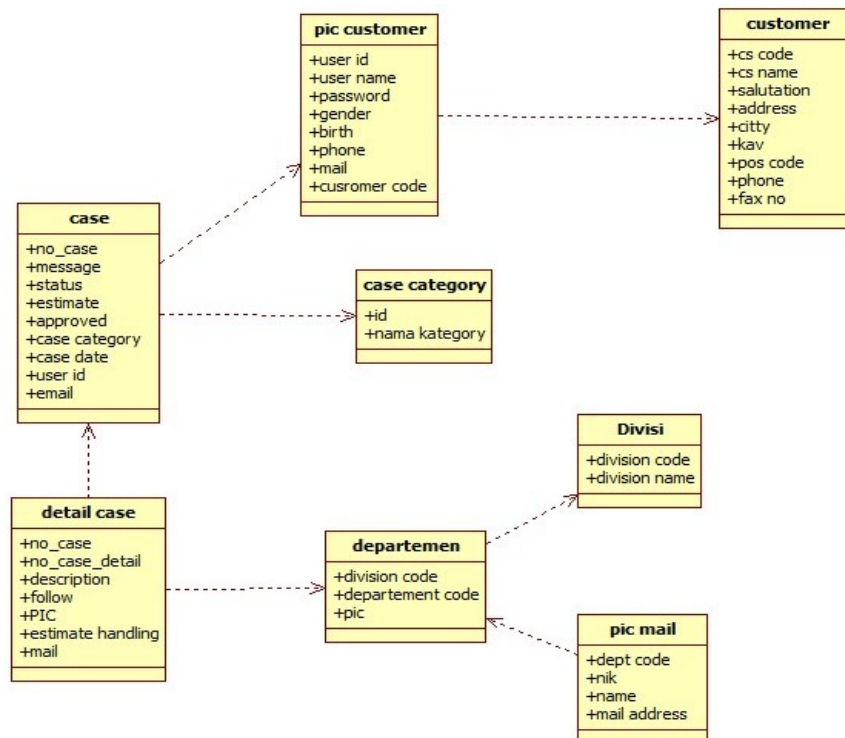 pic customer
+user id
+user name
+password
+gender
+birth
+phone
+mail
+cusromer code
customer
+cs code
+cs name
+salutation
+address
+citty
+kav
+pos code
+phone
+fax no
case
+no_case
+message
+status
+estimate
+approved
+case category
+case date
+user id
+email
case category
+id
+nama kategory
Divisi
+division code
+division name
detail case
+no_case
+no_case_detail
+description
+follow
+PIC
+estimate handling
+mail
departemen
+division code
+departement code
+pic
pic mail
+dept code
+nik
+name
+mail address